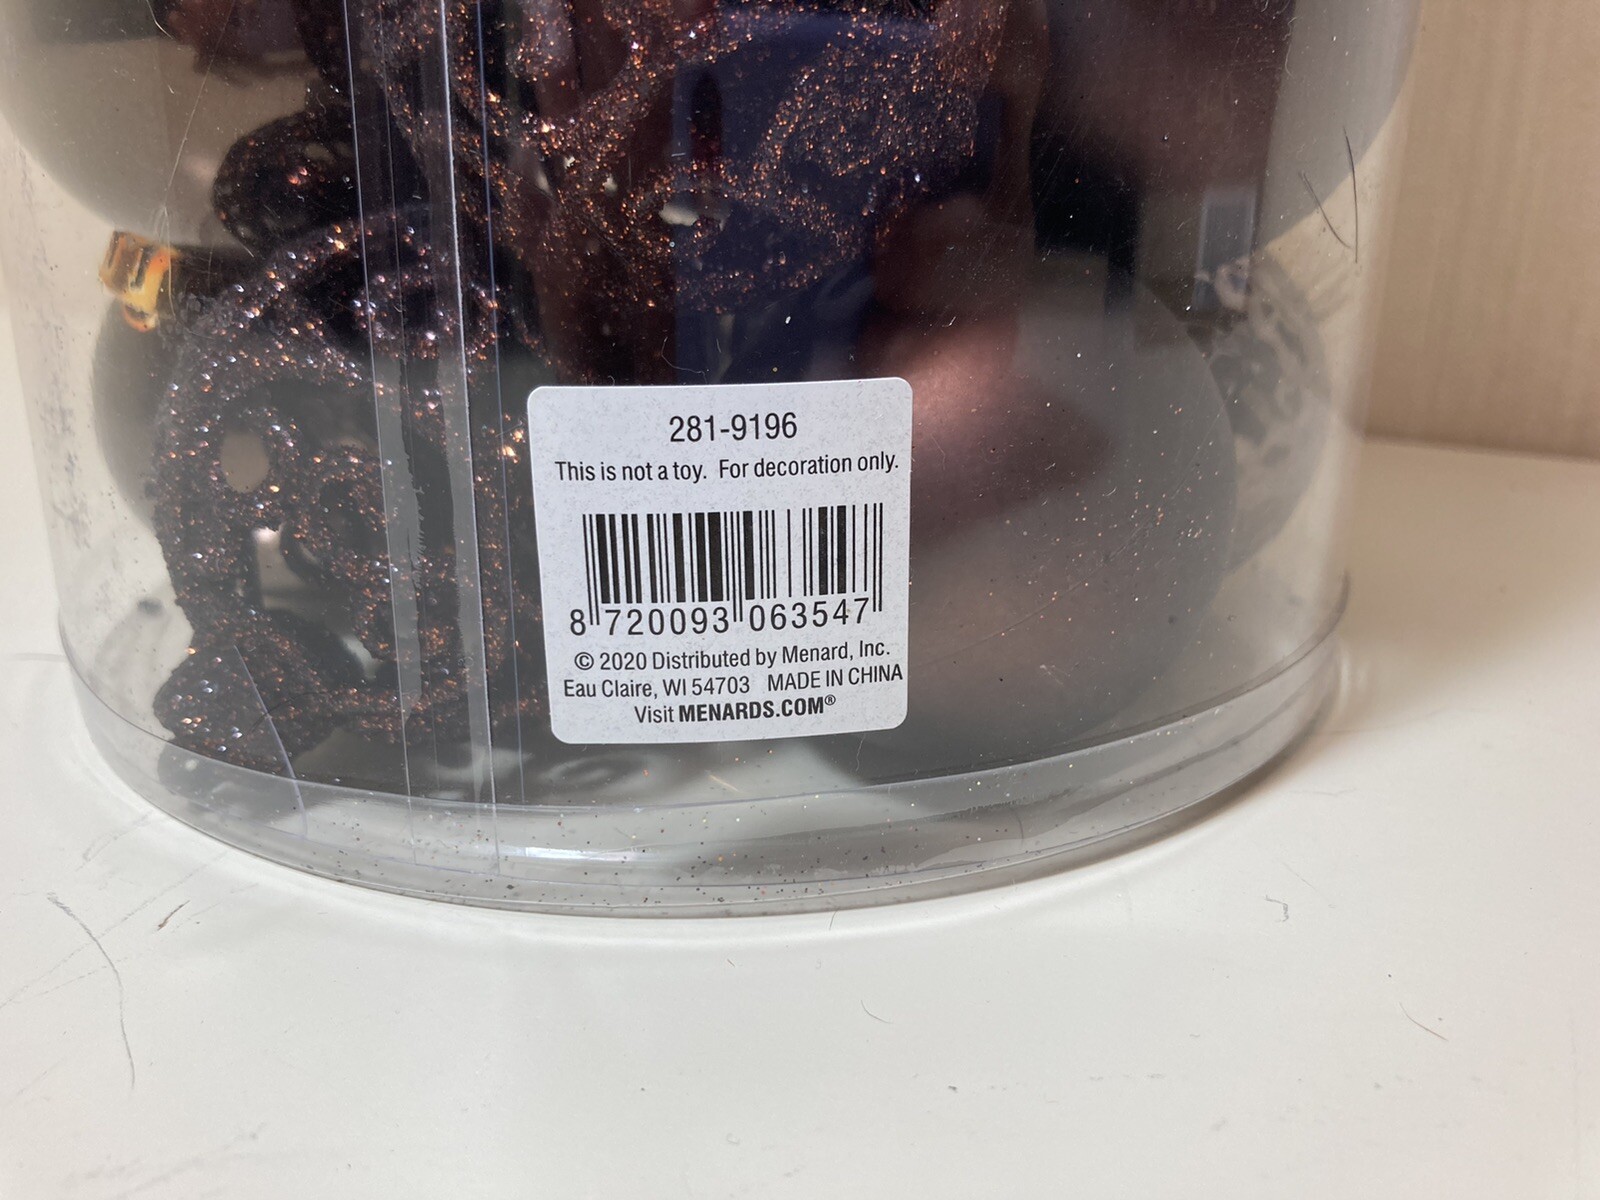 281-9196
This is not a toy. For decoration only.
8 720093 063547
© 2020 Distributed by Menard, Inc.
Eau Claire, WI 54703 MADE IN CHINA
Visit MENARDS.COM®